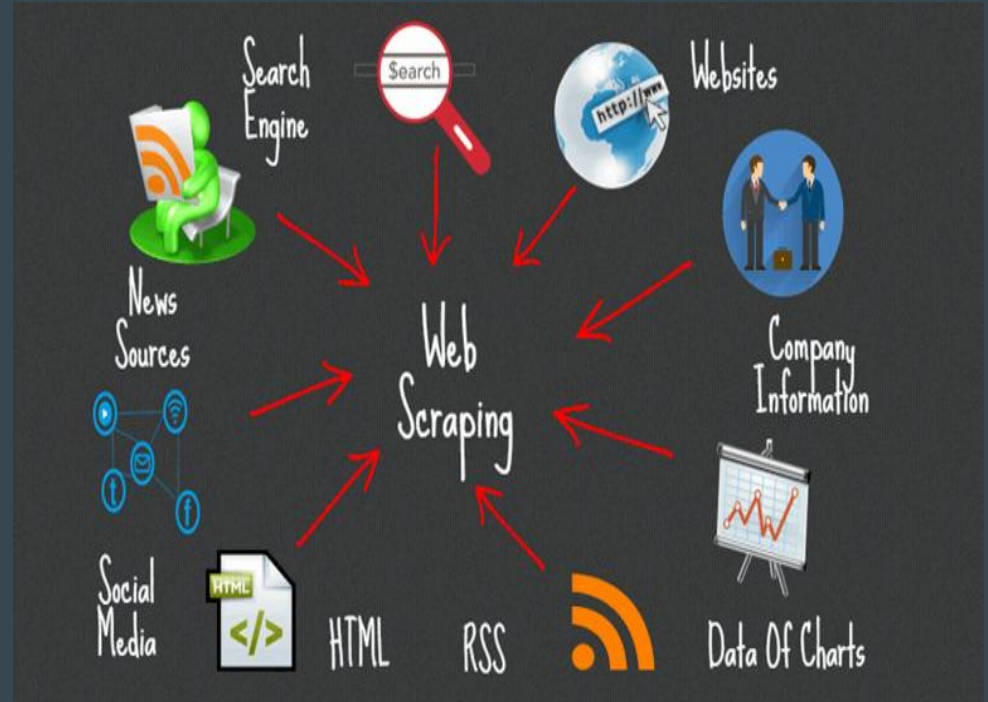 Search
Engine
$earch
http://www
Websites
News
Sources
Web
Scraping
Company
Information
Social
Media
t
f
HTML
</>
HTML
RSS
Data Of Charts